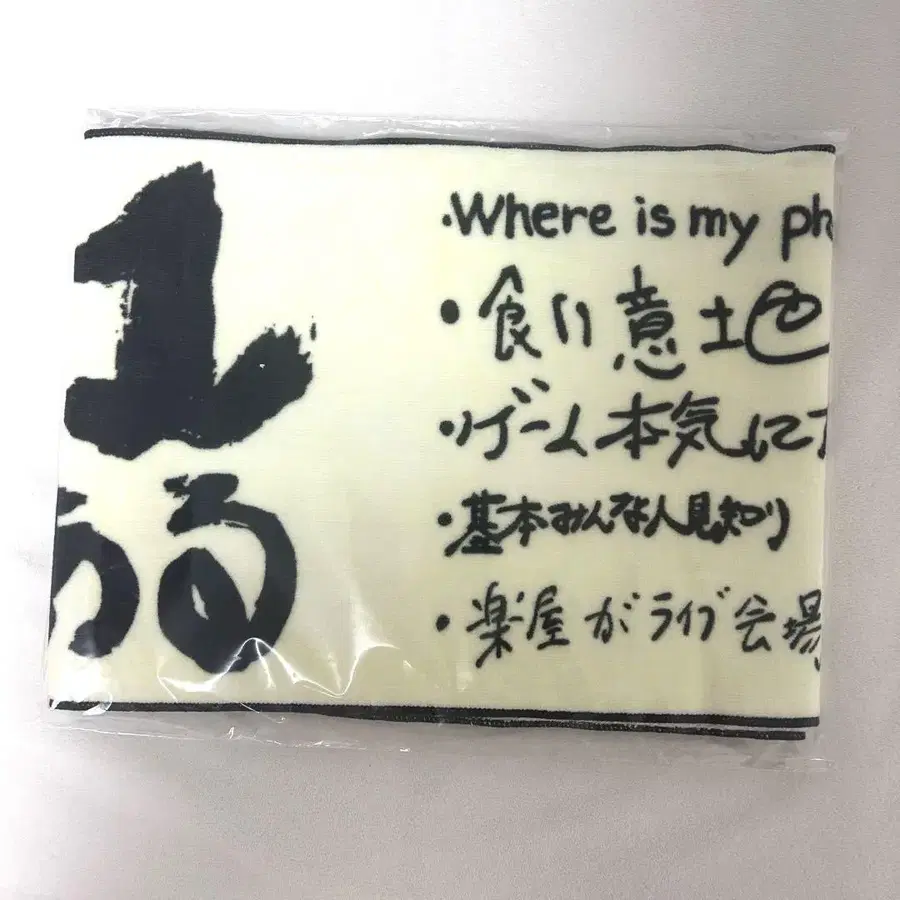 ·Where is my ph
・食い意地
・ゲーム本気に
・基本みんな人見知り
・楽屋がライブ会場